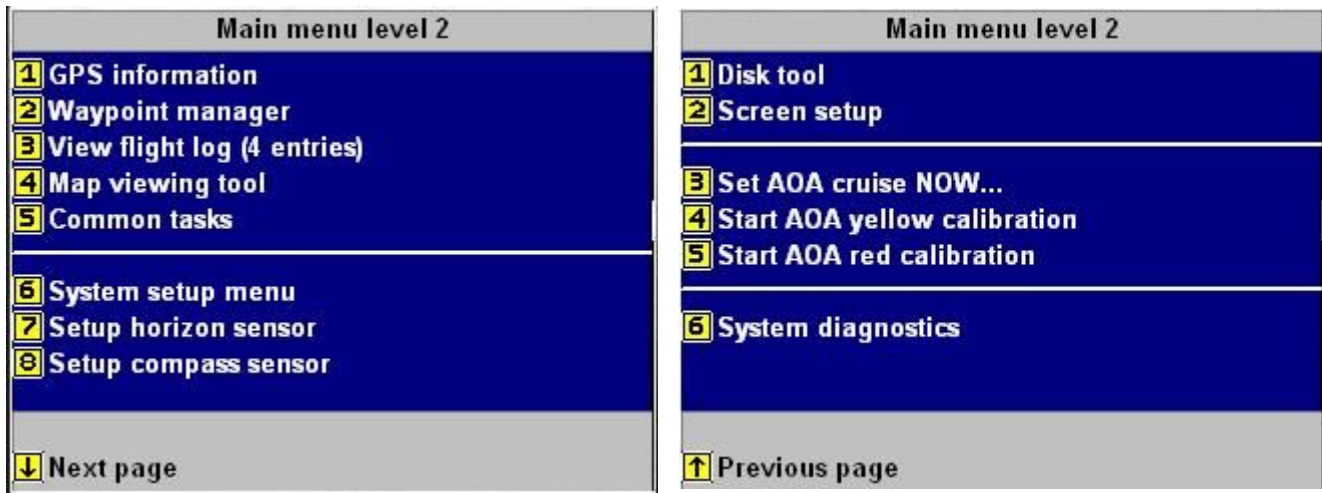 Main menu level 2
1 GPS information
2 Waypoint manager
3 View flight log (4 entries)
4 Map viewing tool
5 Common tasks
6 System setup menu
7 Setup horizon sensor
8 Setup compass sensor
↓ Next page
Main menu level 2
1 Disk tool
2 Screen setup
3 Set AOA cruise NOW...
4 Start AOA yellow calibration
5 Start AOA red calibration
6 System diagnostics
↑ Previous page